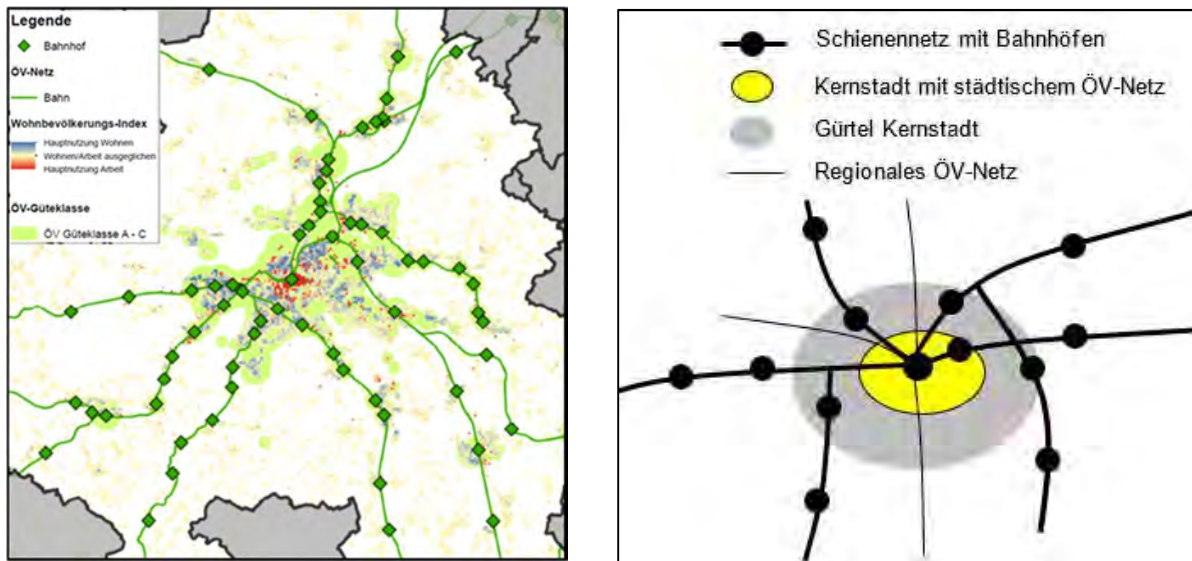 Legende
Bahnhof
ÖV-Netz
Bahn
Wohnbevölkerungs-Index
Hauptnutzung Wohnen
Wohnen/Arbeit ausgeglichen
Hauptnutzung Arbeit
ÖV-Güteklasse
ÖV Güteklasse A - C
Schienennetz mit Bahnhöfen
Kernstadt mit städtischem ÖV-Netz
Gürtel Kernstadt
Regionales ÖV-Netz